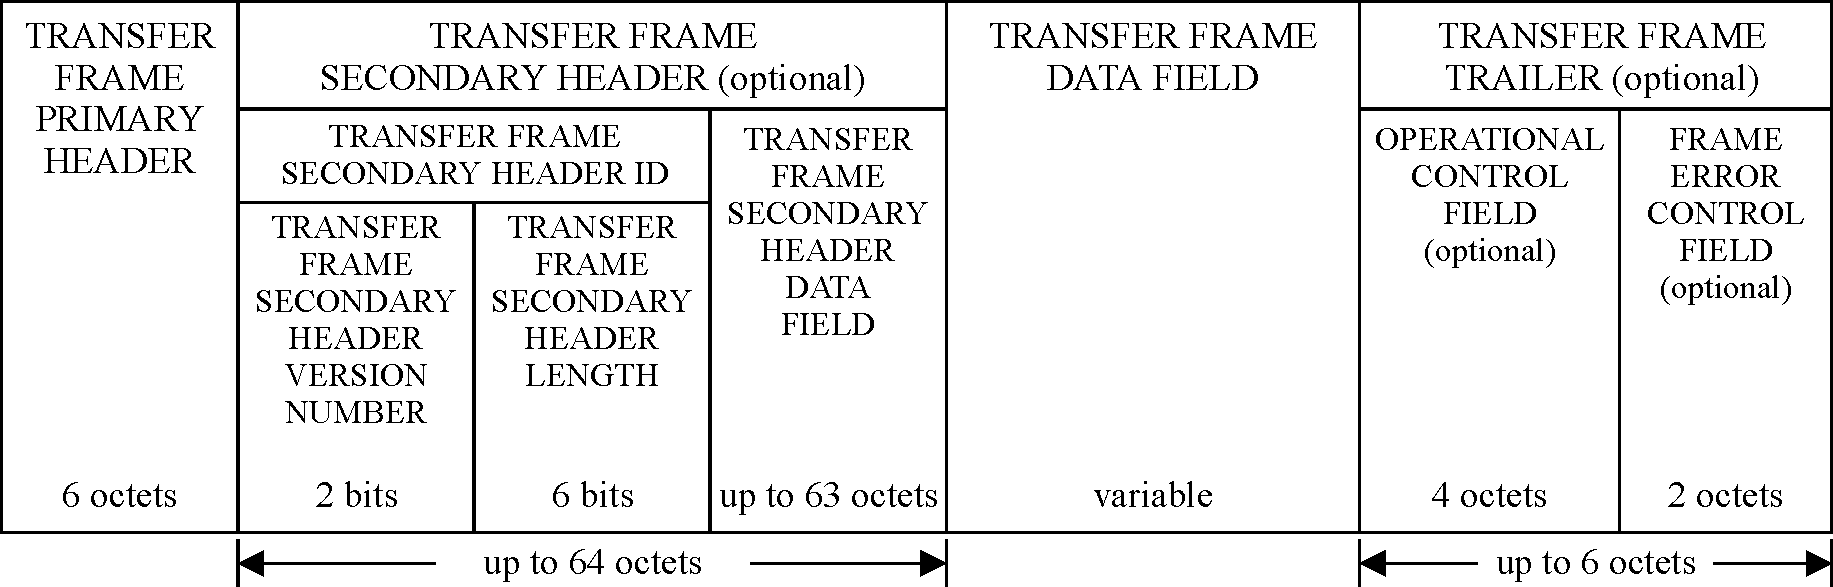 TRANSFER
FRAME
PRIMARY
HEADER
6 octets
TRANSFER FRAME
SECONDARY HEADER (optional)
TRANSFER FRAME
SECONDARY HEADER ID
TRANSFER
FRAME
SECONDARY
HEADER
VERSION
NUMBER
2 bits
TRANSFER
FRAME
SECONDARY
HEADER
LENGTH
6 bits
TRANSFER
FRAME
SECONDARY
HEADER
DATA
FIELD
up to 63 octets
up to 64 octets
TRANSFER FRAME
DATA FIELD
variable
TRANSFER FRAME
TRAILER (optional)
OPERATIONAL
CONTROL
FIELD
(optional)
4 octets
FRAME
ERROR
CONTROL
FIELD
(optional)
2 octets
up to 6 octets